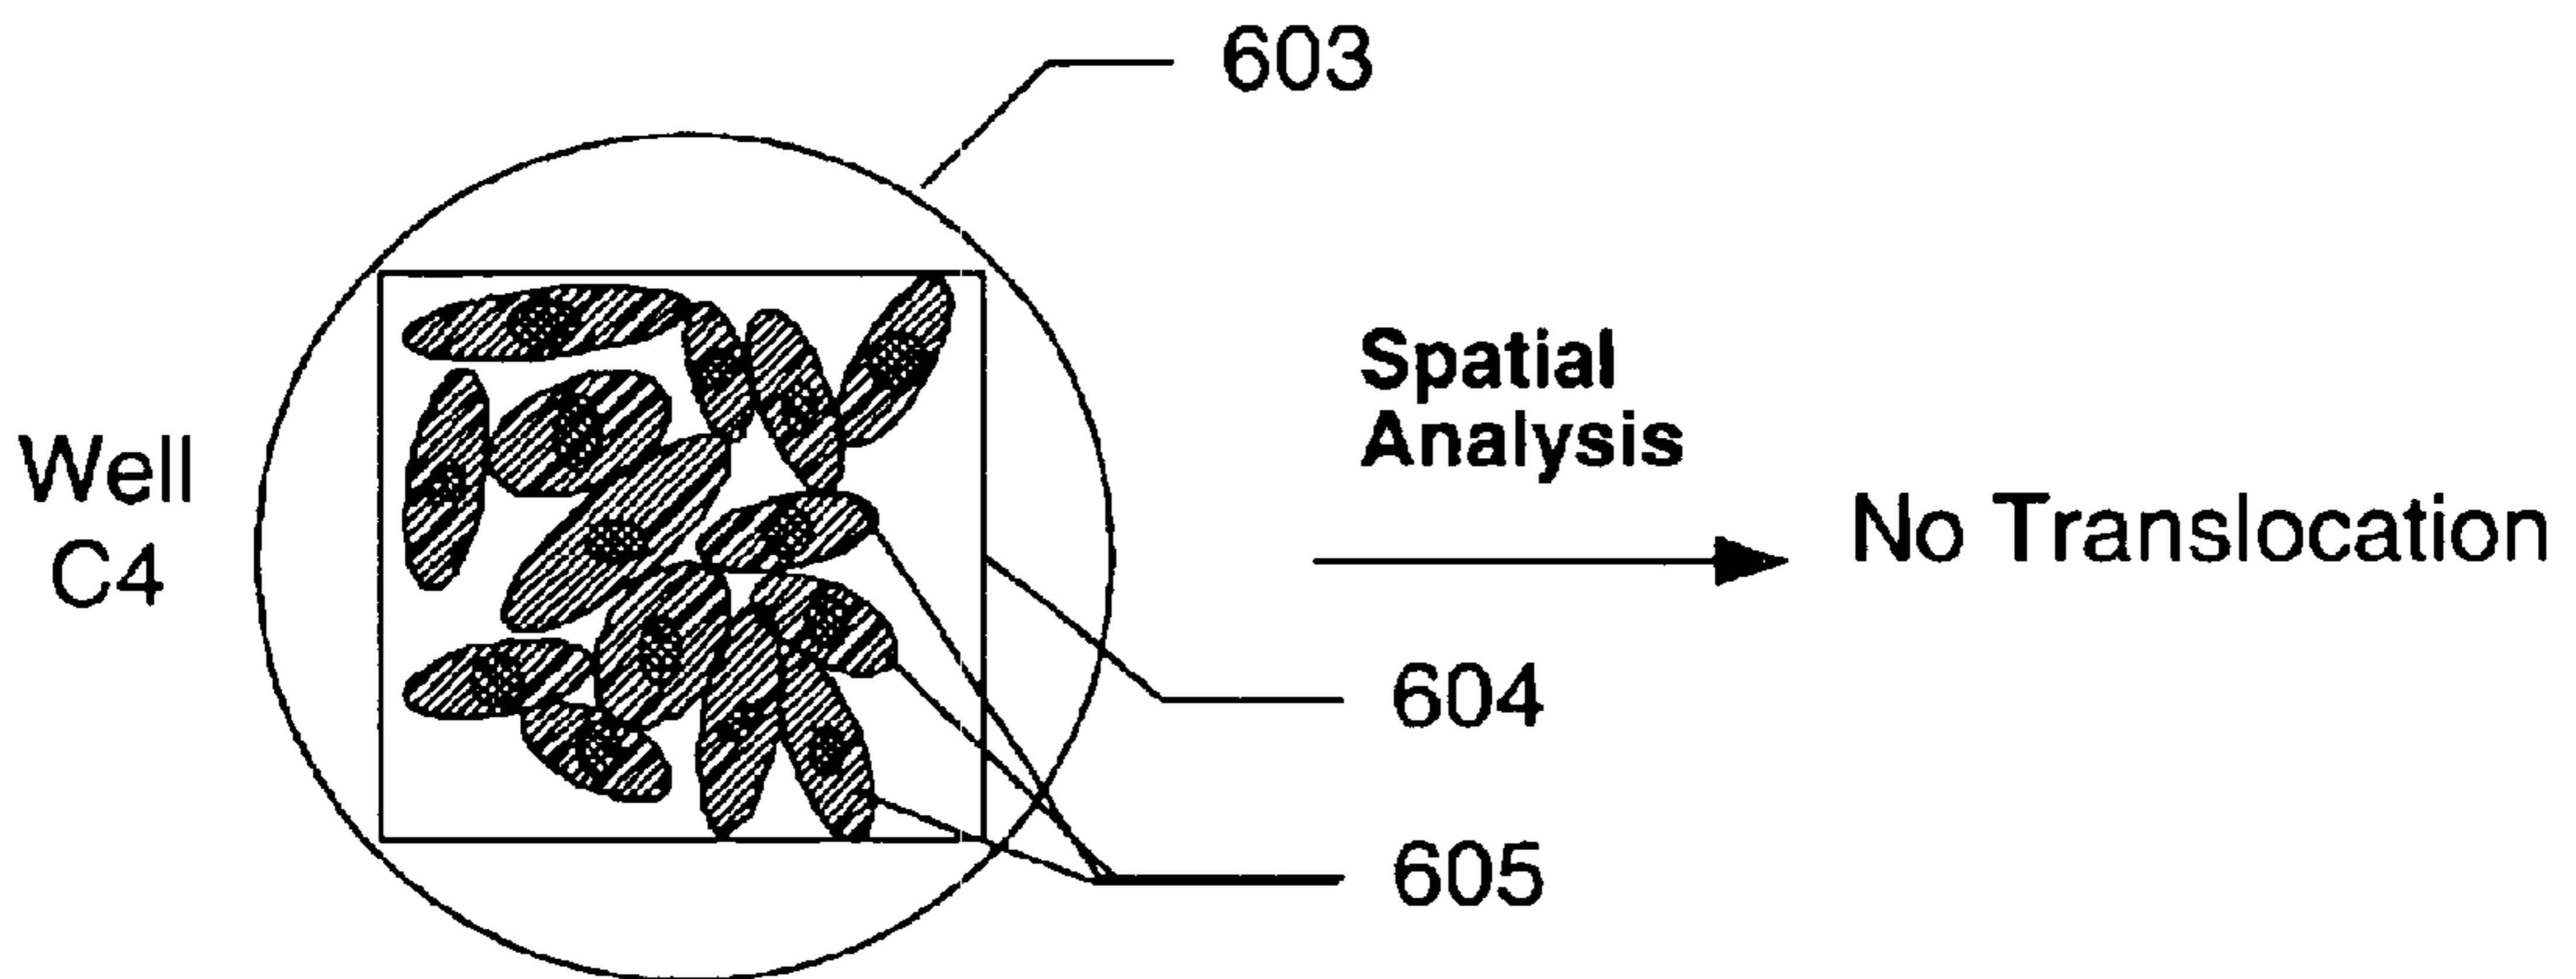 603
Well
C4
Spatial
Analysis
No Translocation
604
605